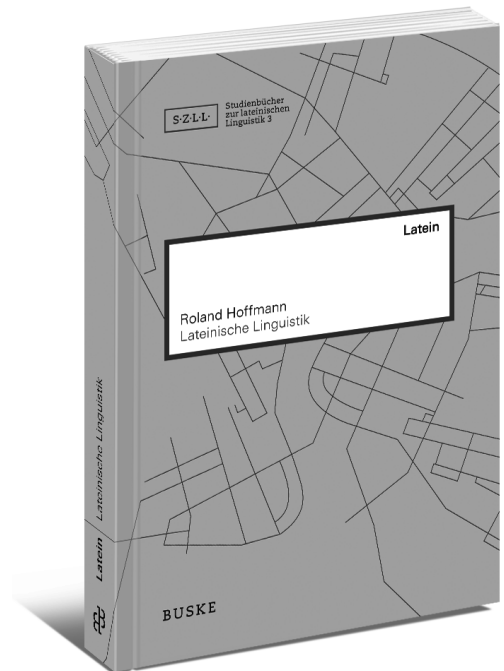 S·Z·L·L·
Studienbücher
zur lateinischen
Linguistik 3
Latein
Roland Hoffmann
Lateinische Linguistik
BUSKE
Latein Lateinische Linguistik